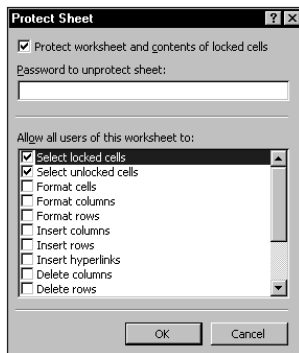 Protect Sheet
Protect worksheet and contents of locked cells
Password to unprotect sheet:
Allow all users of this worksheet to:
Select locked cells
Select unlocked cells
Format cells
Format columns
Format rows
Insert columns
Insert rows
Insert hyperlinks
Delete columns
Delete rows
OK Cancel